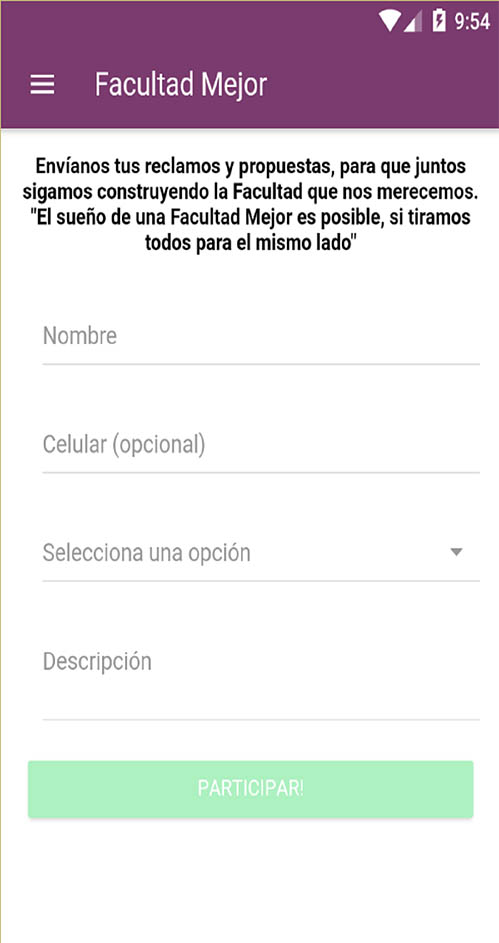 9:54
Facultad Mejor
Envíanos tus reclamos y propuestas, para que juntos
sigamos construyendo la Facultad que nos merecemos.
"El sueño de una Facultad Mejor es posible, si tiramos
todos para el mismo lado"
Nombre
Celular (opcional)
Selecciona una opción
Descripción
PARTICIPAR!